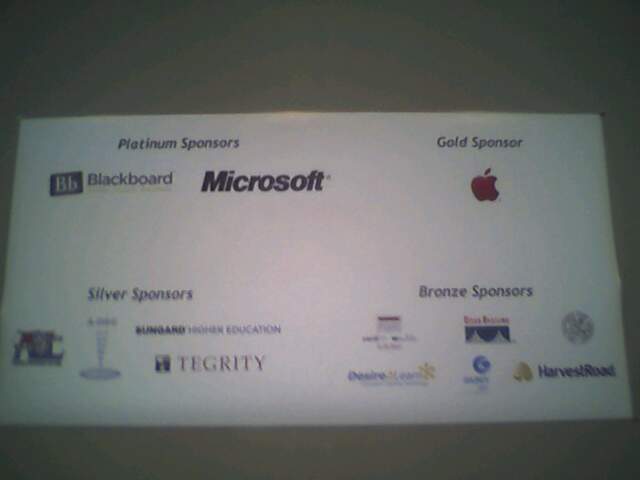 Platinum Sponsors
Gold Sponsor
Bb Blackboard
Microsoft®
Silver Sponsors
Bronze Sponsors
SUNGARD HIGHER EDUCATION
TEGRITY
Desire2Learn
HarvestRoad